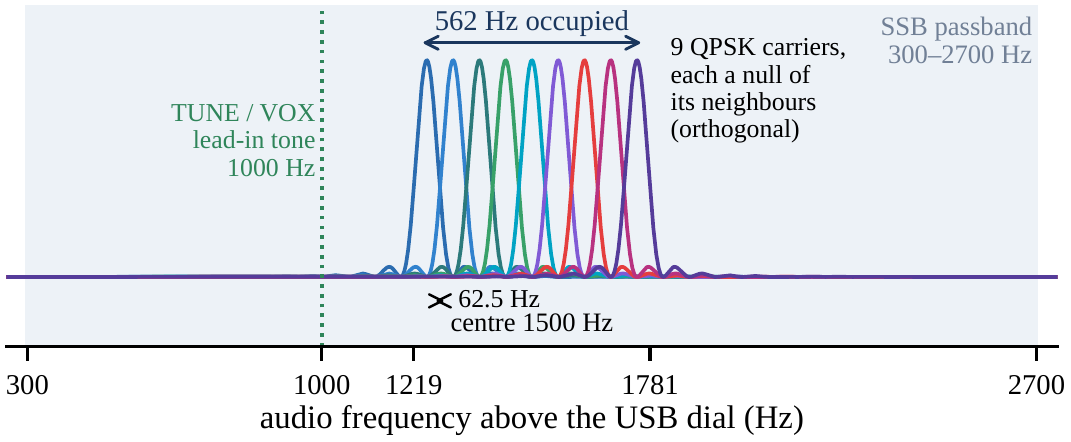 562 Hz occupied
SSB passband
300–2700 Hz
9 QPSK carriers,
each a null of
its neighbours
(orthogonal)
TUNE / VOX
lead-in tone
1000 Hz
62.5 Hz
centre 1500 Hz
300 1000 1219 1781 2700
audio frequency above the USB dial (Hz)